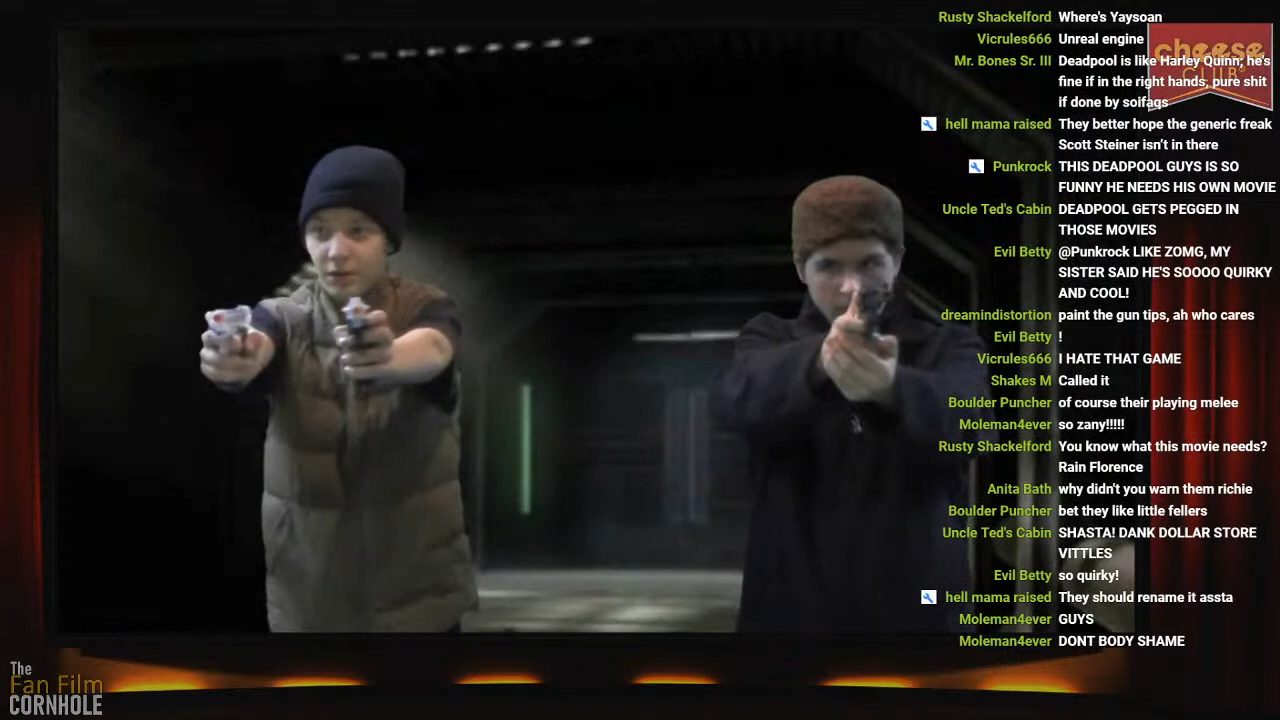 Rusty Shackelford Where's Yaysoan
Vicrules666 Unreal engine
cheese
CLUB®
Mr. Bones Sr. III Deadpool is like Harley Quinn; he's
fine if in the right hands, pure shit
if done by soifags
hell mama raised They better hope the generic freak
Scott Steiner isn't in there
Punkrock THIS DEADPOOL GUYS IS SO
FUNNY HE NEEDS HIS OWN MOVIE
Uncle Ted's Cabin DEADPOOL GETS PEGGED IN
THOSE MOVIES
Evil Betty @Punkrock LIKE ZOMG, MY
SISTER SAID HE'S SOOOO QUIRKY
AND COOL!
dreamindistortion paint the gun tips, ah who cares
Evil Betty !
Vicrules666 I HATE THAT GAME
Shakes M Called it
Boulder Puncher of course their playing melee
Moleman4ever so zany!!!!!
Rusty Shackelford You know what this movie needs?
Rain Florence
Anita Bath why didn't you warn them richie
Boulder Puncher bet they like little fellers
Uncle Ted's Cabin SHASTA! DANK DOLLAR STORE
VITTLES
Evil Betty so quirky!
hell mama raised They should rename it assta
Moleman4ever GUYS
Moleman4ever DONT BODY SHAME
The
Fan Film
CORNHOLE